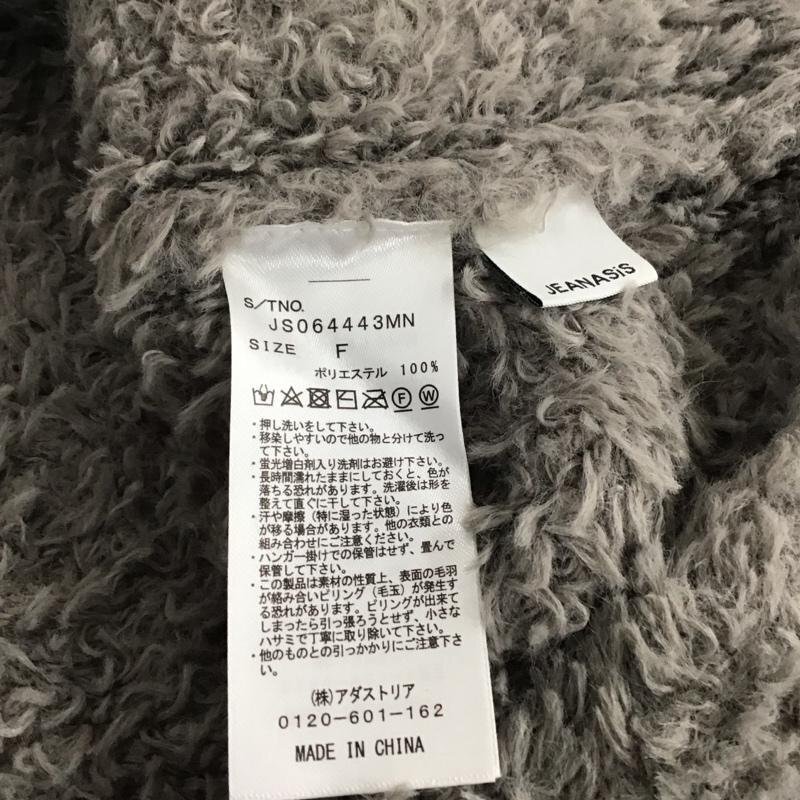 S/TNO.
JS064443MN
SIZE F
ポリエステル 100%
F W
・押し洗いをして下さい。
・移染しやすいので他の物と分けて洗っ
て下さい。
・蛍光増白剤入り洗剤はお避け下さい。
・長時間濡れたままにしておくと、色が
落ちる恐れがあります。洗濯後は形を
整えて直ぐに干して下さい。
・汗や摩擦（特に湿った状態）により色
が移る場合があります。他の衣類との
組み合わせにご注意ください。
・ハンガー掛けでの保管はせず、畳んで
保管して下さい。
・この製品は素材の性質上、表面の毛羽
が絡み合いピリング（毛玉）が発生す
る恐れがあります。ピリングが出来て
しまったら引っ張ろうとせず、小さな
ハサミで丁寧に取り除いて下さい。
・他のものとの引っかかりにご注意下さ
い。
(株)アダストリア
0120-601-162
MADE IN CHINA
JEANASiS